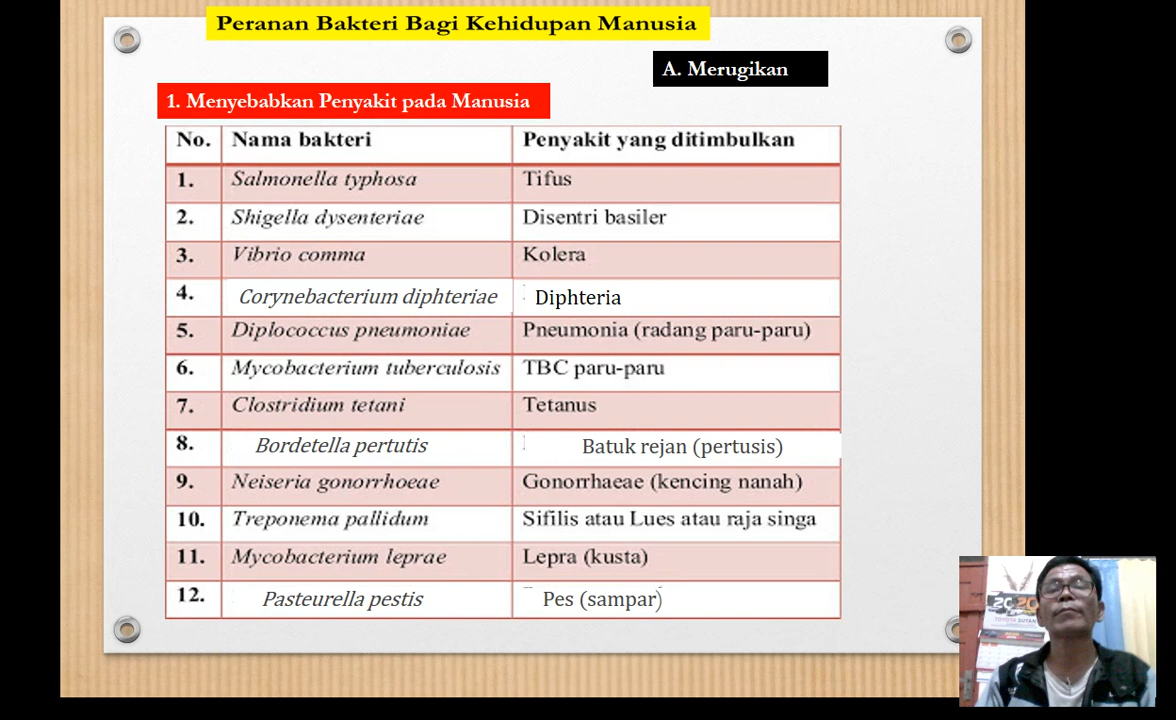 Peranan Bakteri Bagi Kehidupan Manusia
A. Merugikan
1. Menyebabkan Penyakit pada Manusia
No. Nama bakteri Penyakit yang ditimbulkan
1. Salmonella typhosa Tifus
2. Shigella dysenteriae Disentri basiler
3. Vibrio comma Kolera
4. Corynebacterium diphteriae Diphteria
5. Diplococcus pneumoniae Pneumonia (radang paru-paru)
6. Mycobacterium tuberculosis TBC paru-paru
7. Clostridium tetani Tetanus
8. Bordetella pertutis Batuk rejan (pertusis)
9. Neiseria gonorrhoeae Gonorrhaeae (kencing nanah)
10. Treponema pallidum Sifilis atau Lues atau raja singa
11. Mycobacterium leprae Lepra (kusta)
12. Pasteurella pestis Pes (sampar)